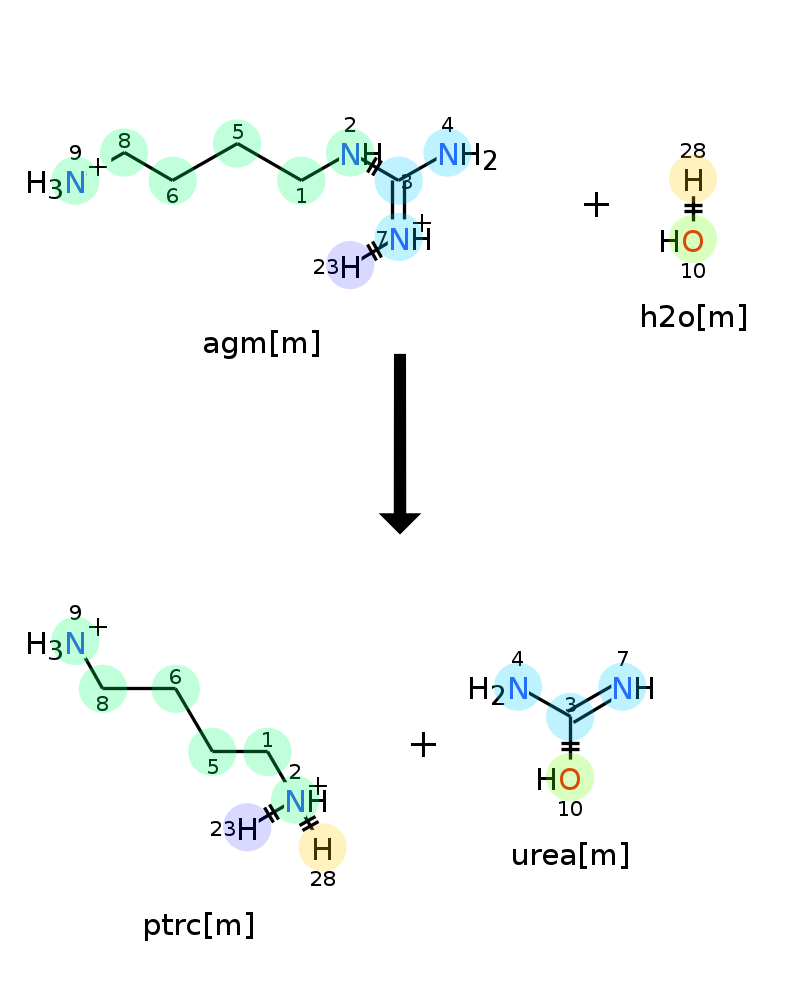 9 8 5 2 4 28
H3N+ NH NH2 H
6 1 3
+
7 NH+ HO
23H 10
h2o[m]
agm[m]
9
H3N+ 6 4 7
8 H2N NH
1 3
5 2 +
NH+ HO
23H 10
H
28 urea[m]
ptrc[m]